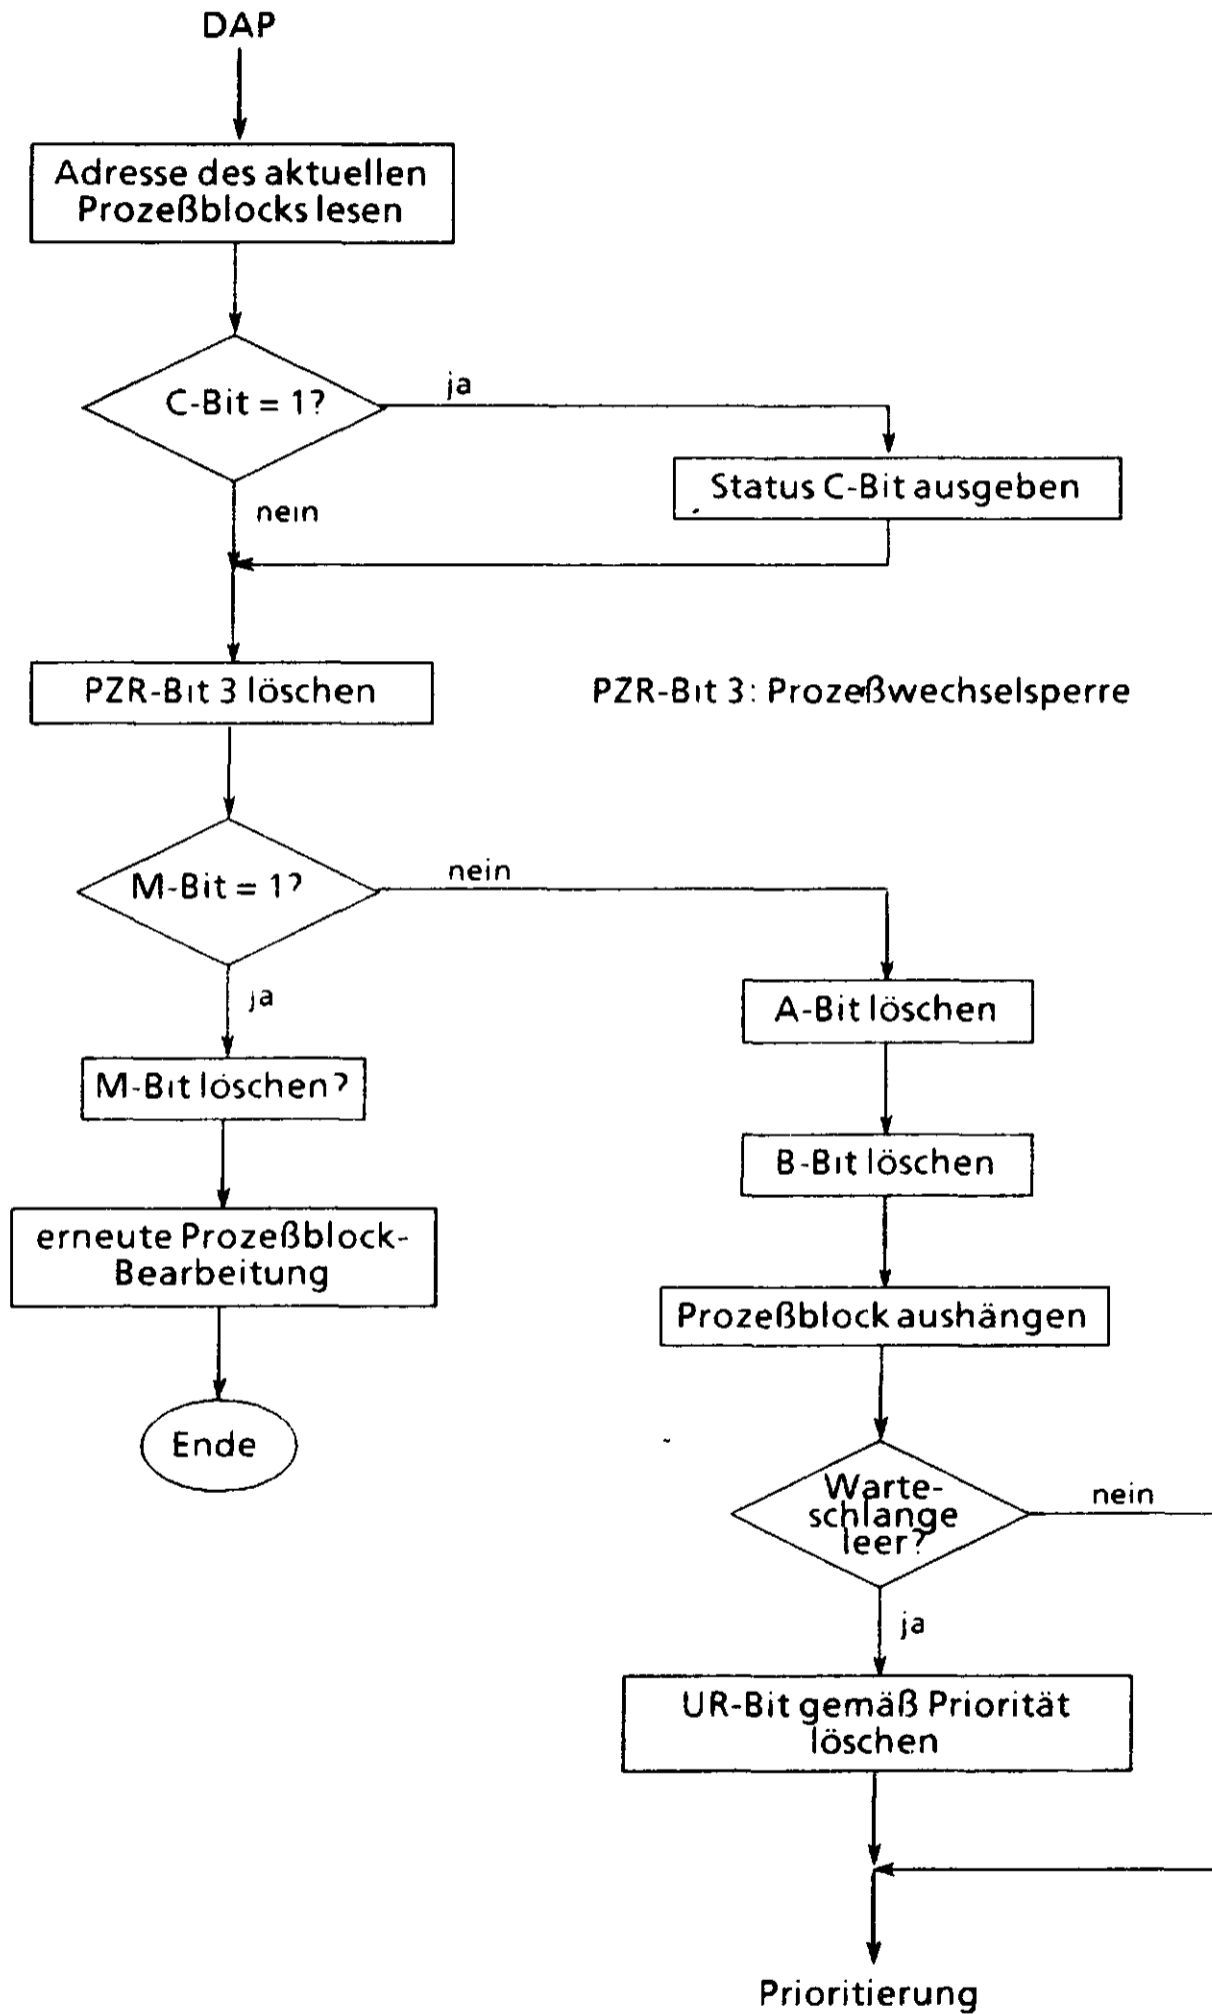 DAP
Adresse des aktuellen
Prozeßblocks lesen
C-Bit = 1?
ja
Status C-Bit ausgeben
nein
PZR-Bit 3 löschen
PZR-Bit 3: Prozeßwechselsperre
M-Bit = 1?
nein
ja
A-Bit löschen
M-Bit löschen?
B-Bit löschen
erneute Prozeßblock-
Bearbeitung
Prozeßblock aushängen
Ende
Warte-
schlange
leer?
nein
ja
UR-Bit gemäß Priorität
löschen
Prioritierung